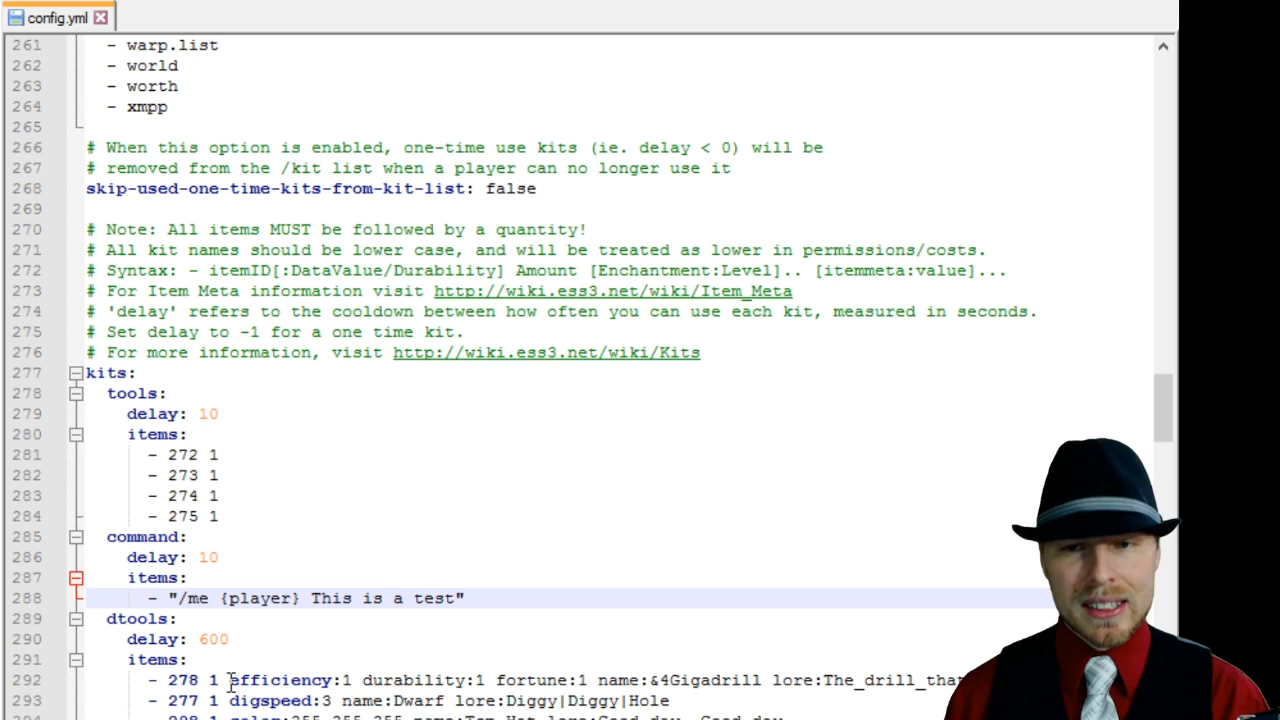 config.yml
261 - warp.list
262 - world
263 - worth
264 - xmpp
265
266 # When this option is enabled, one-time use kits (ie. delay < 0) will be
267 # removed from the /kit list when a player can no longer use it
268 skip-used-one-time-kits-from-kit-list: false
269
270 # Note: All items MUST be followed by a quantity!
271 # All kit names should be lower case, and will be treated as lower in permissions/costs.
272 # Syntax: - itemID[:DataValue/Durability] Amount [Enchantment:Level].. [itemmeta:value]...
273 # For Item Meta information visit http://wiki.ess3.net/wiki/Item_Meta
274 # 'delay' refers to the cooldown between how often you can use each kit, measured in seconds.
275 # Set delay to -1 for a one time kit.
276 # For more information, visit http://wiki.ess3.net/wiki/Kits
277 kits:
278 tools:
279 delay: 10
280 items:
281 - 272 1
282 - 273 1
283 - 274 1
284 - 275 1
285 command:
286 delay: 10
287 items:
288 - "/me {player} This is a test"
289 dtools:
290 delay: 600
291 items:
292 - 278 1 efficiency:1 durability:1 fortune:1 name:&4Gigadrill lore:The_drill_that
293 - 277 1 digspeed:3 name:Dwarf lore:Diggy|Diggy|Hole